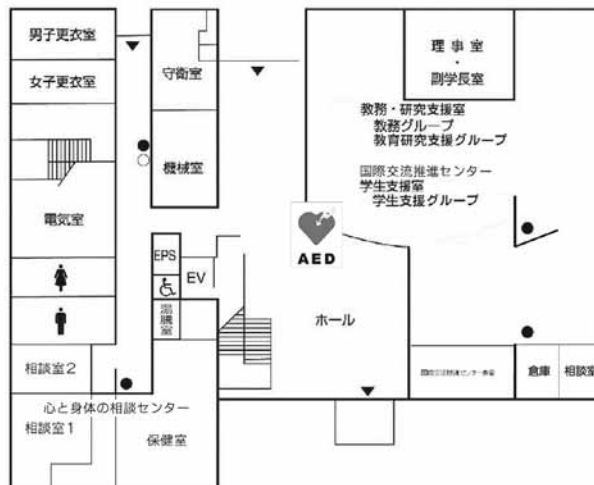 男子更衣室
守衛室
理事室
・
副学長室
女子更衣室
教務・研究支援室
教務グループ
教育研究支援グループ
機械室
国際交流推進センター
学生支援室
学生支援グループ
電気室
AED
EPS
EV
湯沸室
ホール
相談室2
倉庫
相談室
心と身体の相談センター
相談室1
保健室